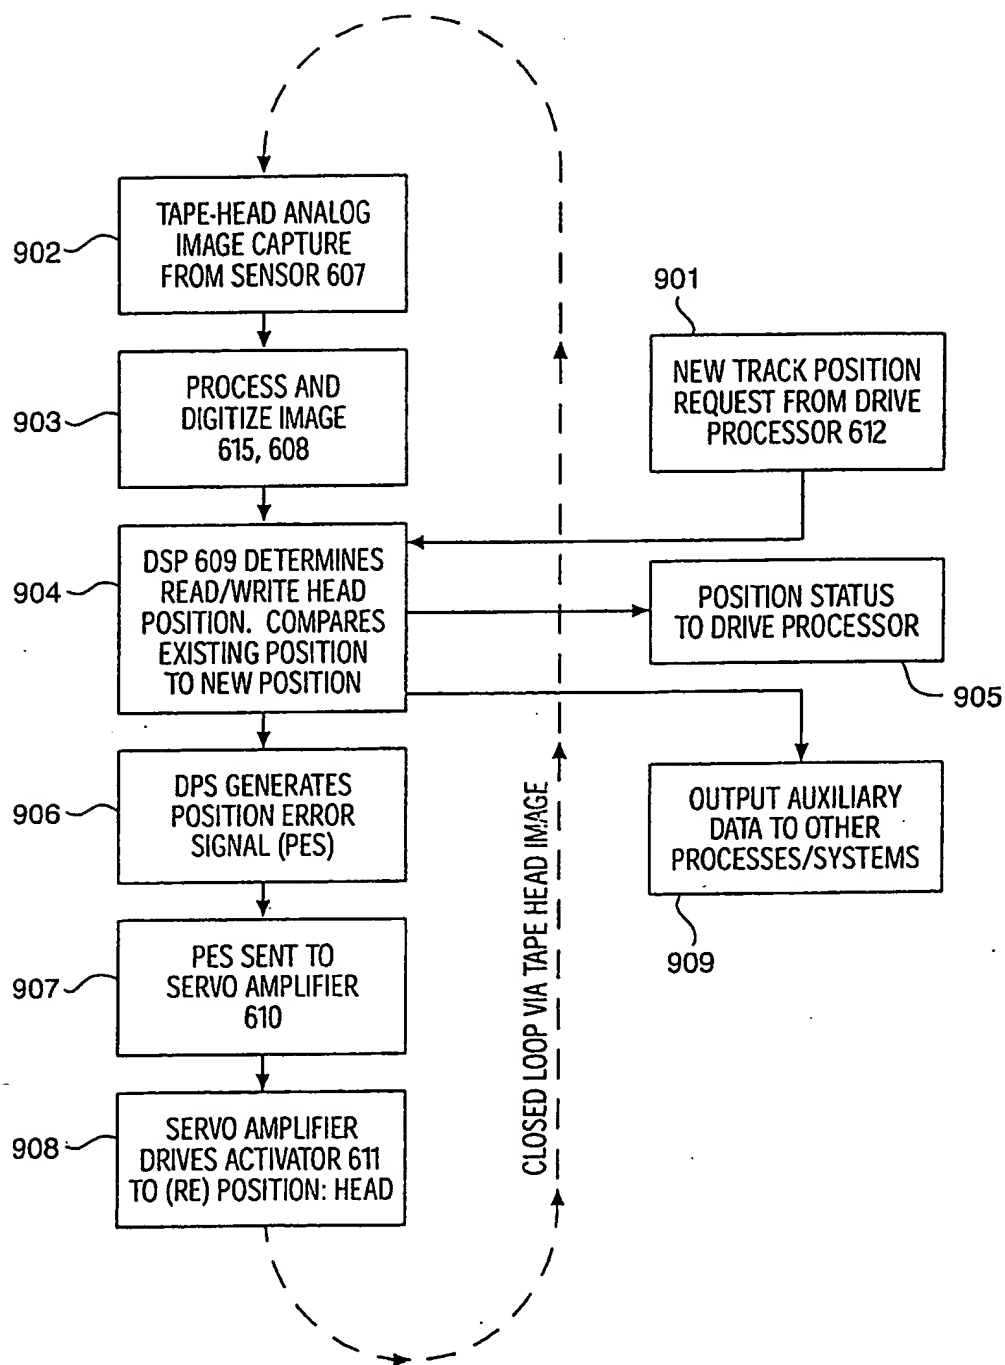 902
TAPE-HEAD ANALOG
IMAGE CAPTURE
FROM SENSOR 607
903
PROCESS AND
DIGITIZE IMAGE
615, 608
901
NEW TRACK POSITION
REQUEST FROM DRIVE
PROCESSOR 612
904
DSP 609 DETERMINES
READ/WRITE HEAD
POSITION. COMPARES
EXISTING POSITION
TO NEW POSITION
POSITION STATUS
TO DRIVE PROCESSOR
905
906
DPS GENERATES
POSITION ERROR
SIGNAL (PES)
OUTPUT AUXILIARY
DATA TO OTHER
PROCESSES/SYSTEMS
909
907
PES SENT TO
SERVO AMPLIFIER
610
908
SERVO AMPLIFIER
DRIVES ACTIVATOR 611
TO (RE) POSITION: HEAD
CLOSED LOOP VIA TAPE HEAD IMAGE